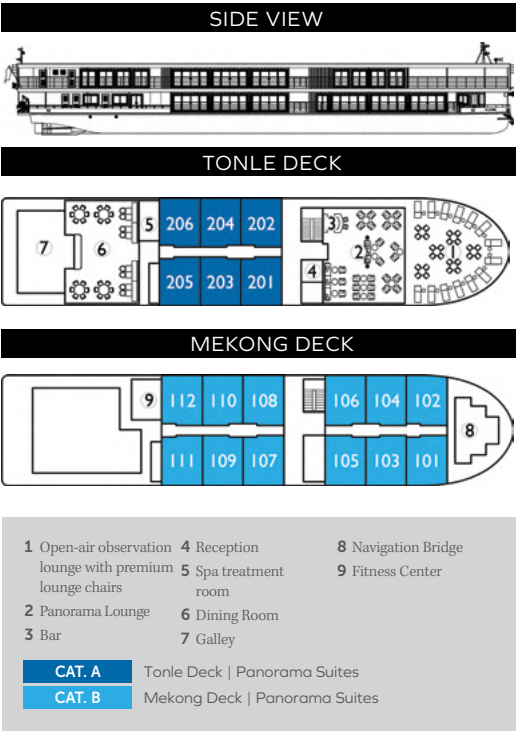 SIDE VIEW
TONLE DECK
206 204 202
5
3
7
6
2
1
4
205 203 201
MEKONG DECK
9
112 110 108
106 104 102
8
111 109 107
105 103 101
1 Open-air observation
lounge with premium
lounge chairs
2 Panorama Lounge
3 Bar
4 Reception
5 Spa treatment
room
6 Dining Room
7 Galley
8 Navigation Bridge
9 Fitness Center
CAT. A Tonle Deck | Panorama Suites
CAT. B Mekong Deck | Panorama Suites